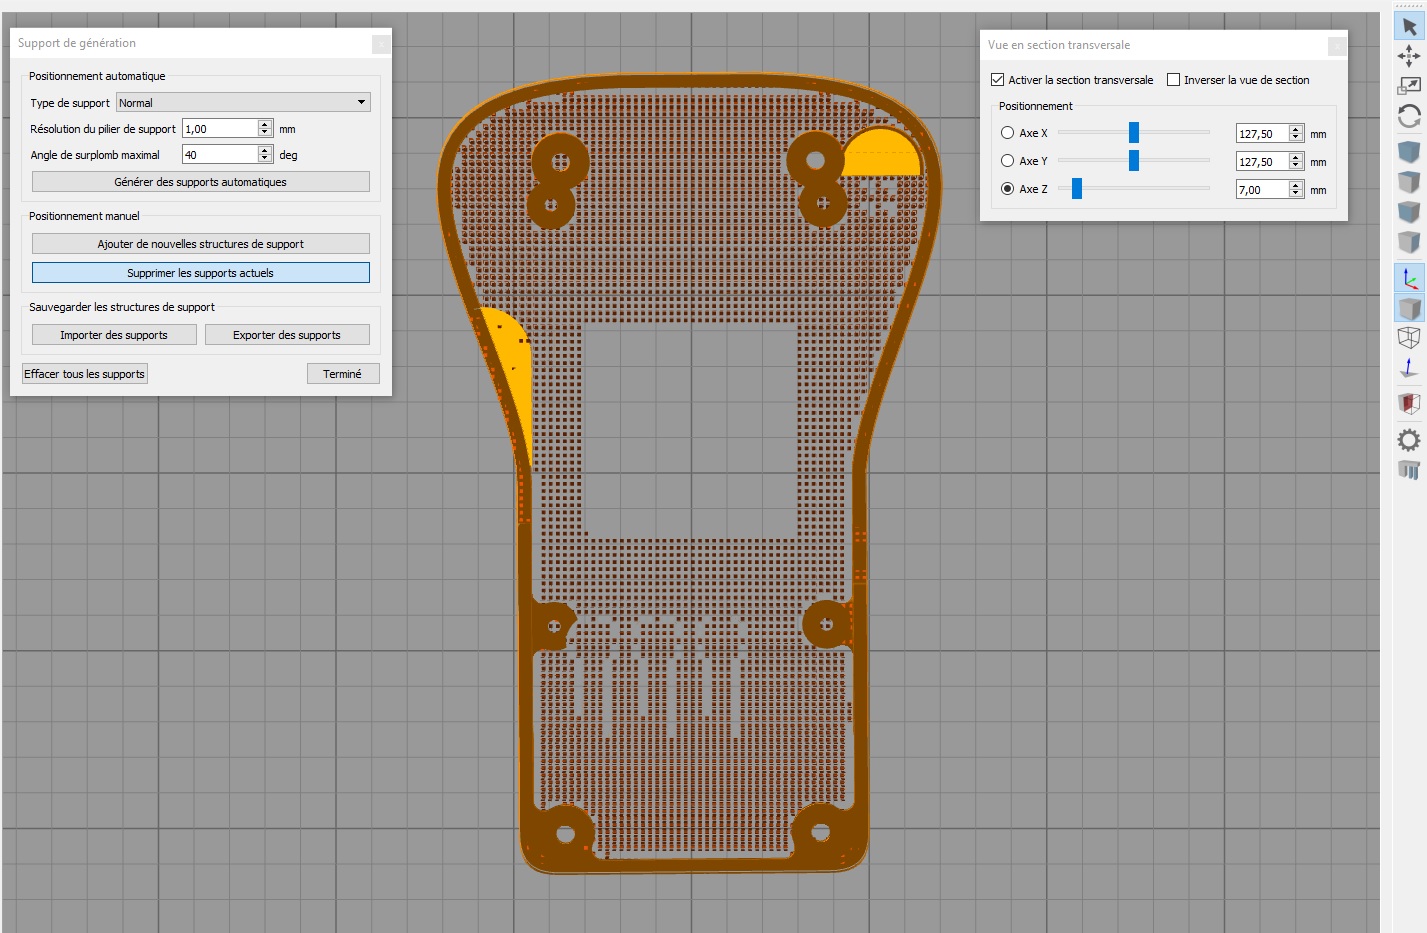 Support de génération
Positionnement automatique
Type de support Normal
Résolution du pilier de support 1,00 mm
Angle de surplomb maximal 40 deg
Générer des supports automatiques
Positionnement manuel
Ajouter de nouvelles structures de support
Supprimer les supports actuels
Sauvegarder les structures de support
Importer des supports Exporter des supports
Effacer tous les supports Terminé
Vue en section transversale
Activer la section transversale Inverser la vue de section
Positionnement
Axe X 127,50 mm
Axe Y 127,50 mm
Axe Z 7,00 mm